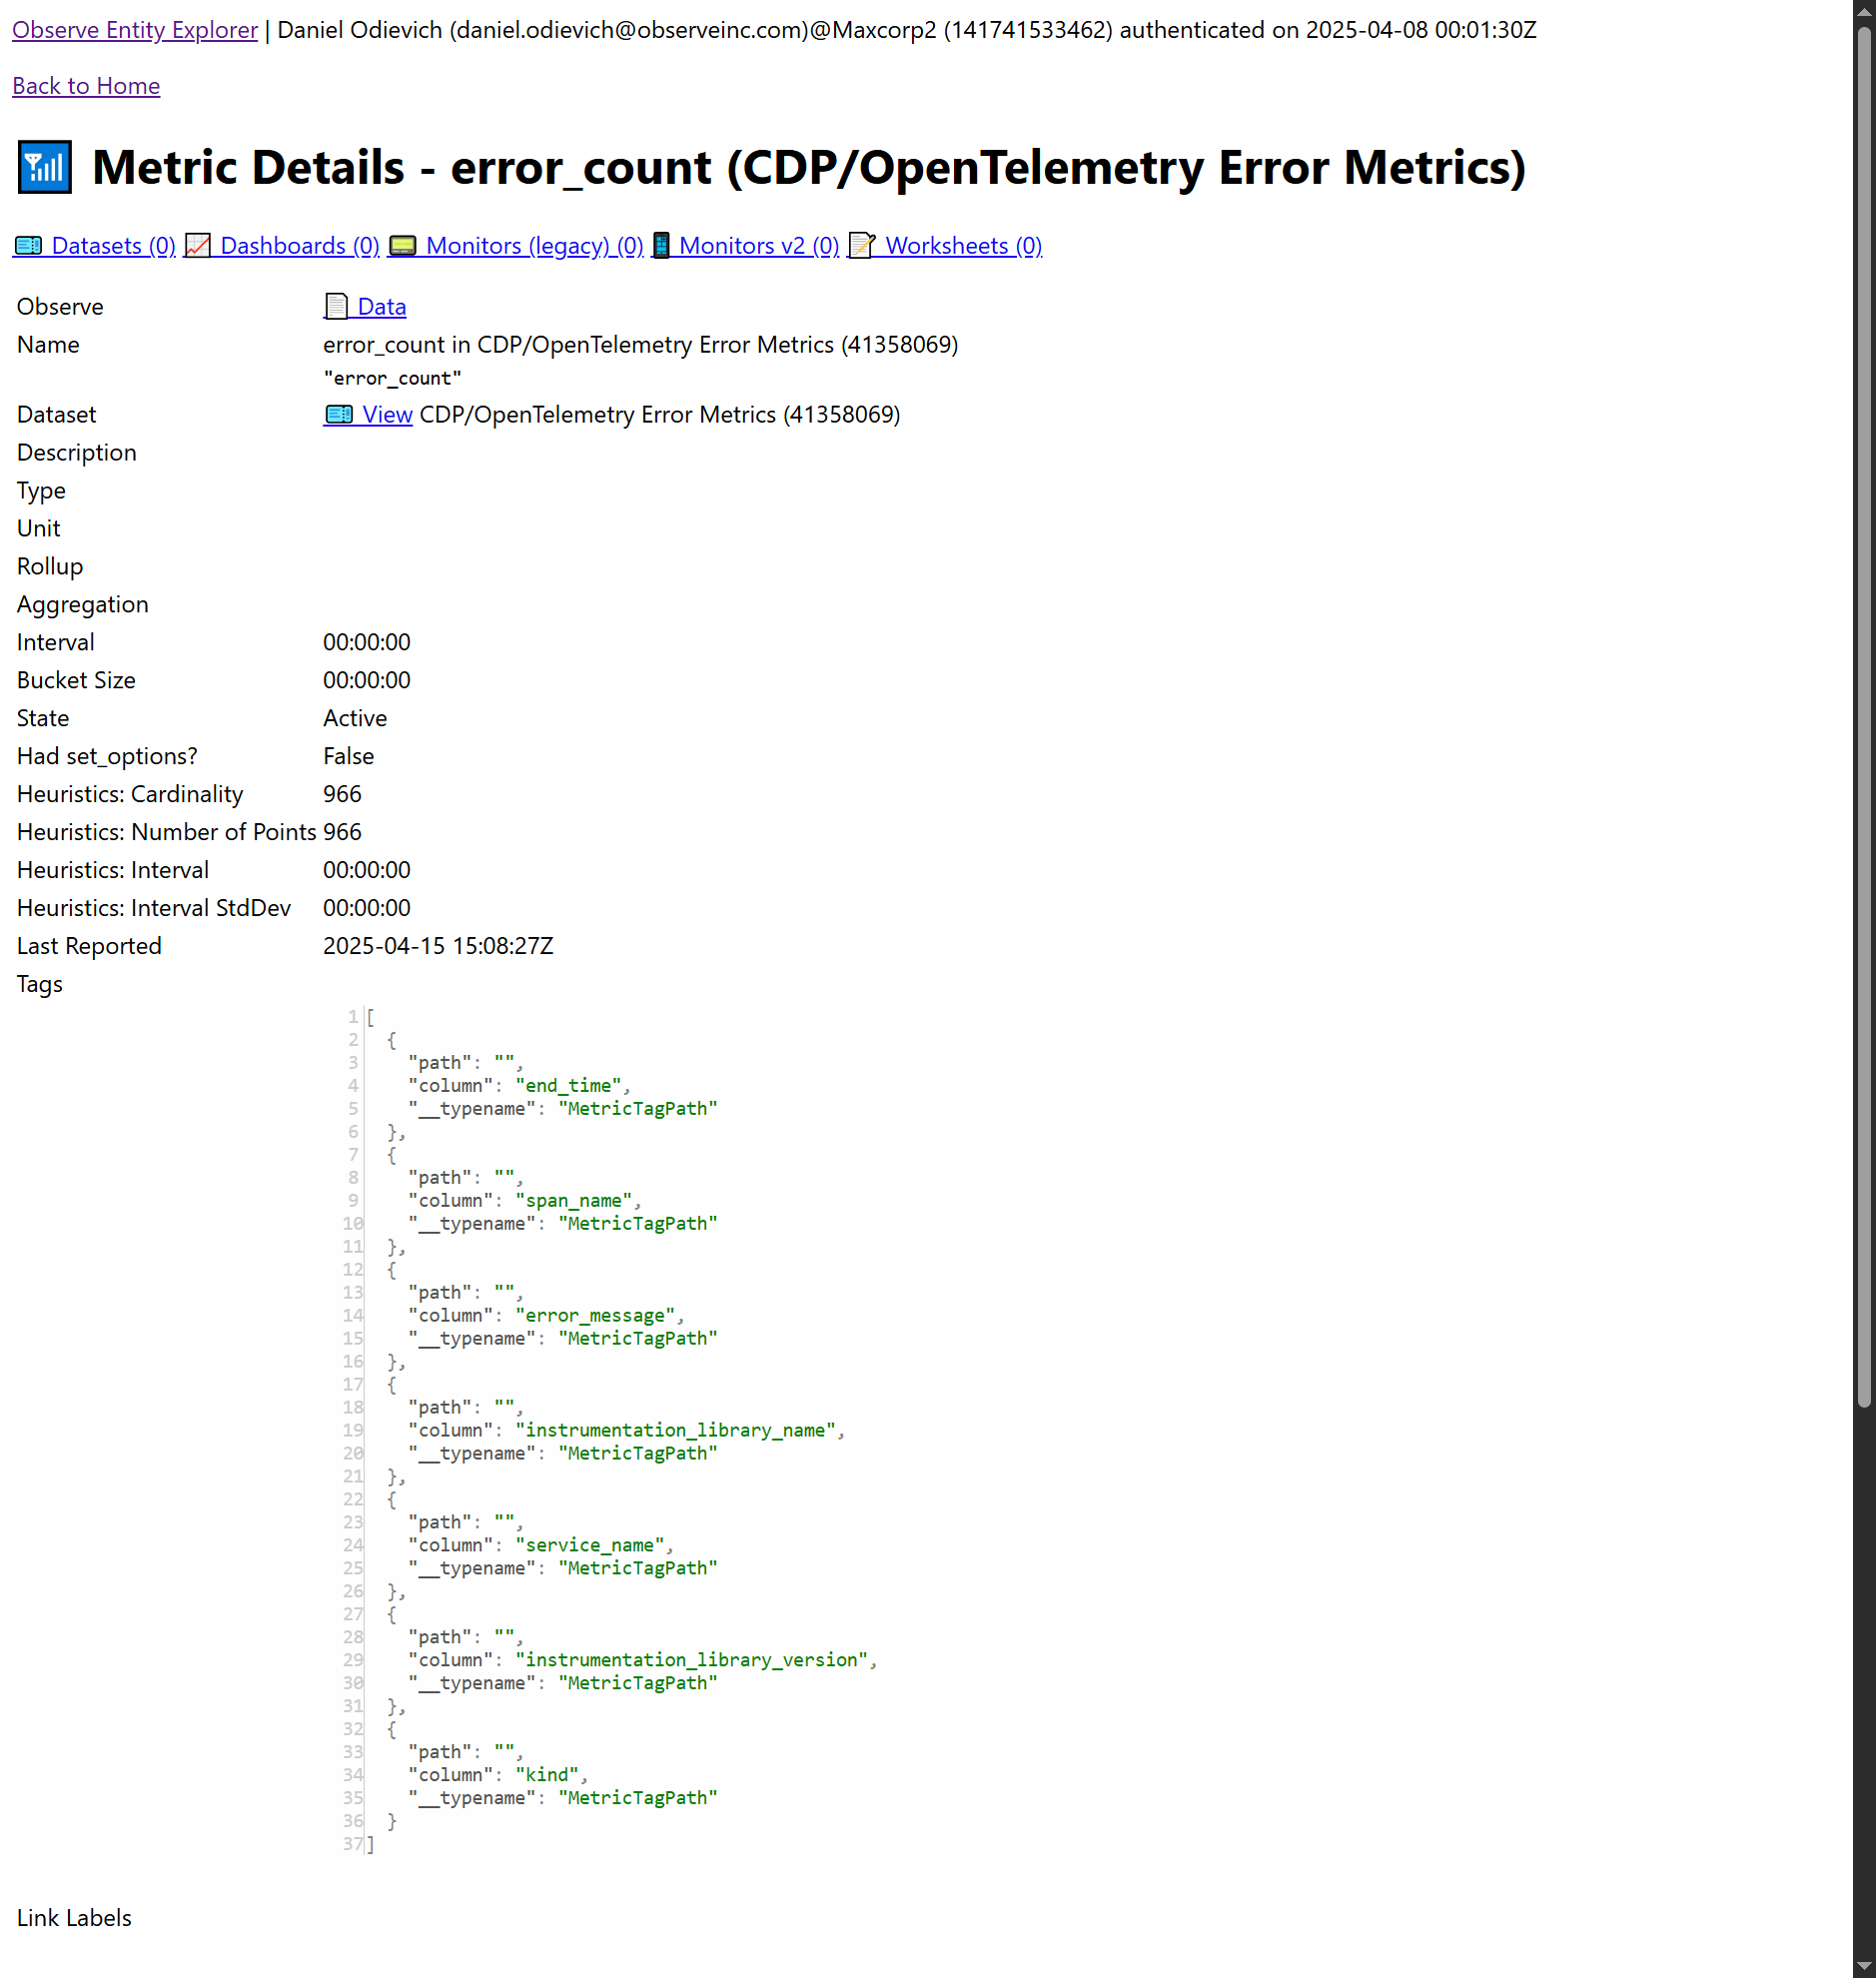 Observe Entity Explorer | Daniel Odievich (daniel.odievich@observeinc.com)@Maxcorp2 (141741533462) authenticated on 2025-04-08 00:01:30Z
Back to Home
Metric Details - error_count (CDP/OpenTelemetry Error Metrics)
Datasets (0) Dashboards (0) Monitors (legacy) (0) Monitors v2 (0) Worksheets (0)
Observe Data
Name error_count in CDP/OpenTelemetry Error Metrics (41358069)
"error_count"
Dataset View CDP/OpenTelemetry Error Metrics (41358069)
Description
Type
Unit
Rollup
Aggregation
Interval 00:00:00
Bucket Size 00:00:00
State Active
Had set_options? False
Heuristics: Cardinality 966
Heuristics: Number of Points 966
Heuristics: Interval 00:00:00
Heuristics: Interval StdDev 00:00:00
Last Reported 2025-04-15 15:08:27Z
Tags
1 [
2 {
3 "path": "",
4 "column": "end_time",
5 "__typename": "MetricTagPath"
6 },
7 {
8 "path": "",
9 "column": "span_name",
10 "__typename": "MetricTagPath"
11 },
12 {
13 "path": "",
14 "column": "error_message",
15 "__typename": "MetricTagPath"
16 },
17 {
18 "path": "",
19 "column": "instrumentation_library_name",
20 "__typename": "MetricTagPath"
21 },
22 {
23 "path": "",
24 "column": "service_name",
25 "__typename": "MetricTagPath"
26 },
27 {
28 "path": "",
29 "column": "instrumentation_library_version",
30 "__typename": "MetricTagPath"
31 },
32 {
33 "path": "",
34 "column": "kind",
35 "__typename": "MetricTagPath"
36 }
37 ]
Link Labels